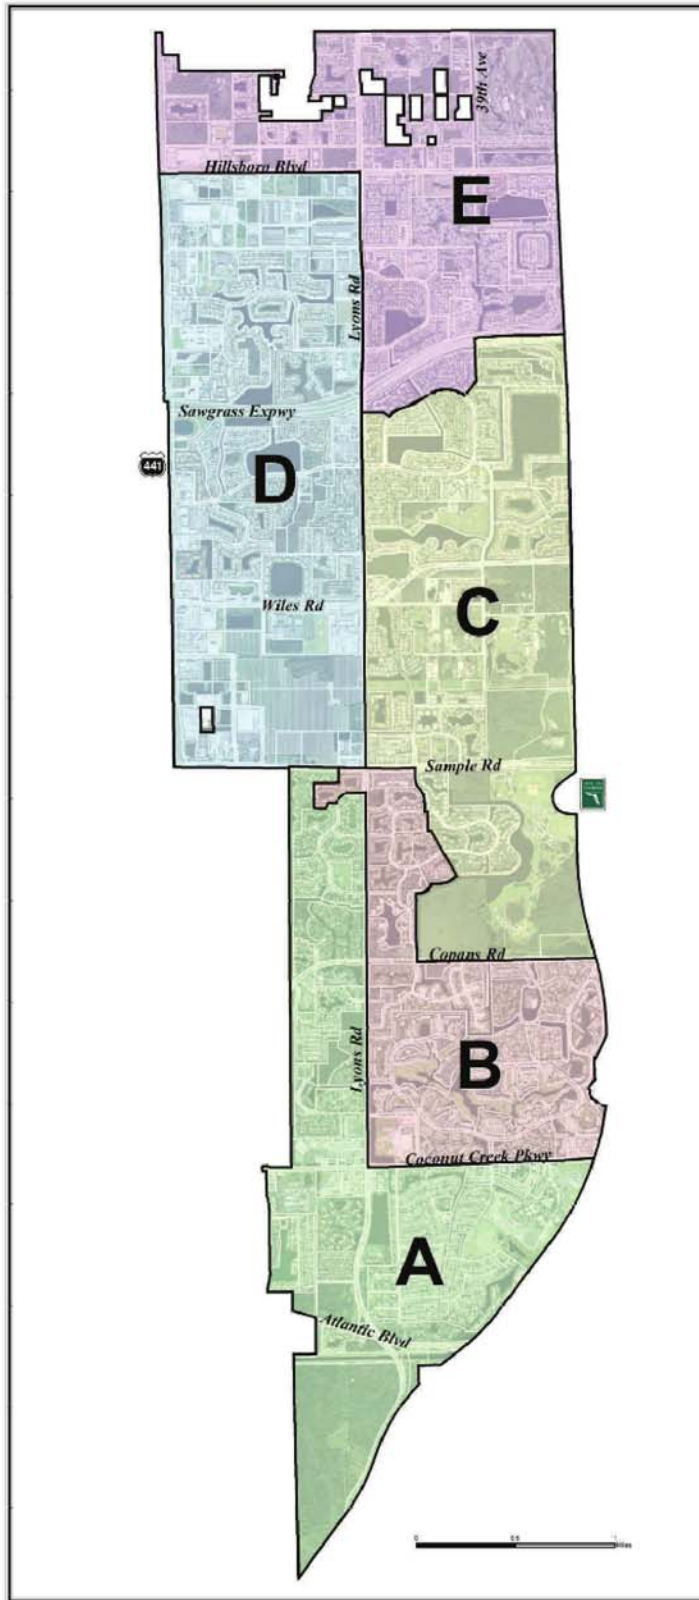 39th Ave
Hillsboro Blvd
E
Lyons Rd
Sawgrass Expwy
441
D
Wiles Rd
C
Sample Rd
Copans Rd
Lyons Rd
B
Coconut Creek Pkwy
A
Atlantic Blvd
0 0.5 1
Miles